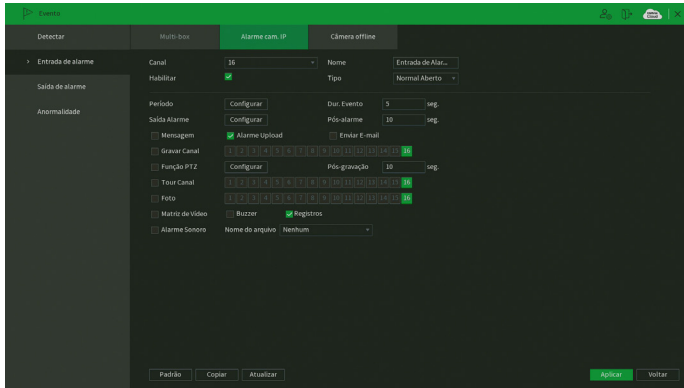 Evento
Detectar
Multi-box
Alarme cam. IP
Câmera offline
Entrada de alarme
Saída de alarme
Anormalidade
Canal 16 Nome Entrada de Alar...
Habilitar Tipo Normal Aberto
Período Configurar Dur. Evento 5 seg.
Saída Alarme Configurar Pós-alarme 10 seg.
Mensagem Alarme Upload Enviar E-mail
Gravar Canal 1 2 3 4 5 6 7 8 9 10 11 12 13 14 15 16
Função PTZ Configurar Pós-gravação 10 seg.
Tour Canal 1 2 3 4 5 6 7 8 9 10 11 12 13 14 15 16
Foto 1 2 3 4 5 6 7 8 9 10 11 12 13 14 15 16
Matriz de Vídeo Buzzer Registros
Alarme Sonoro Nome do arquivo Nenhum
Padrão Copiar Atualizar Aplicar Voltar